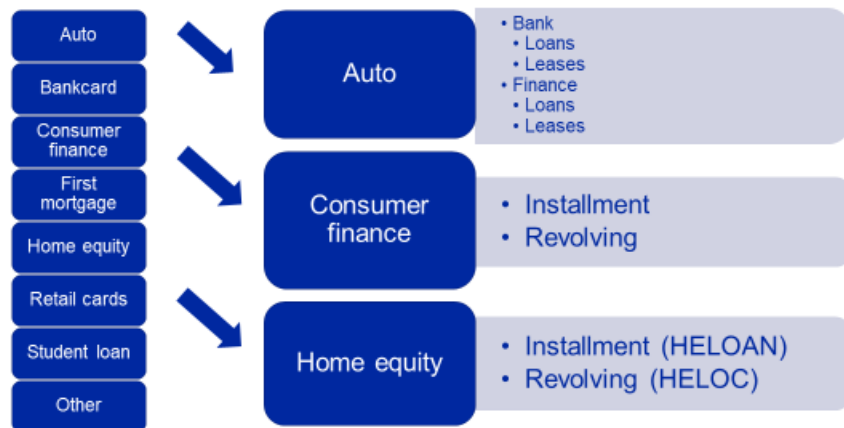 Auto
Bankcard
Consumer
finance
First
mortgage
Home equity
Retail cards
Student loan
Other
Auto
• Bank
• Loans
• Leases
• Finance
• Loans
• Leases
Consumer
finance
• Installment
• Revolving
Home equity
• Installment (HELOAN)
• Revolving (HELOC)